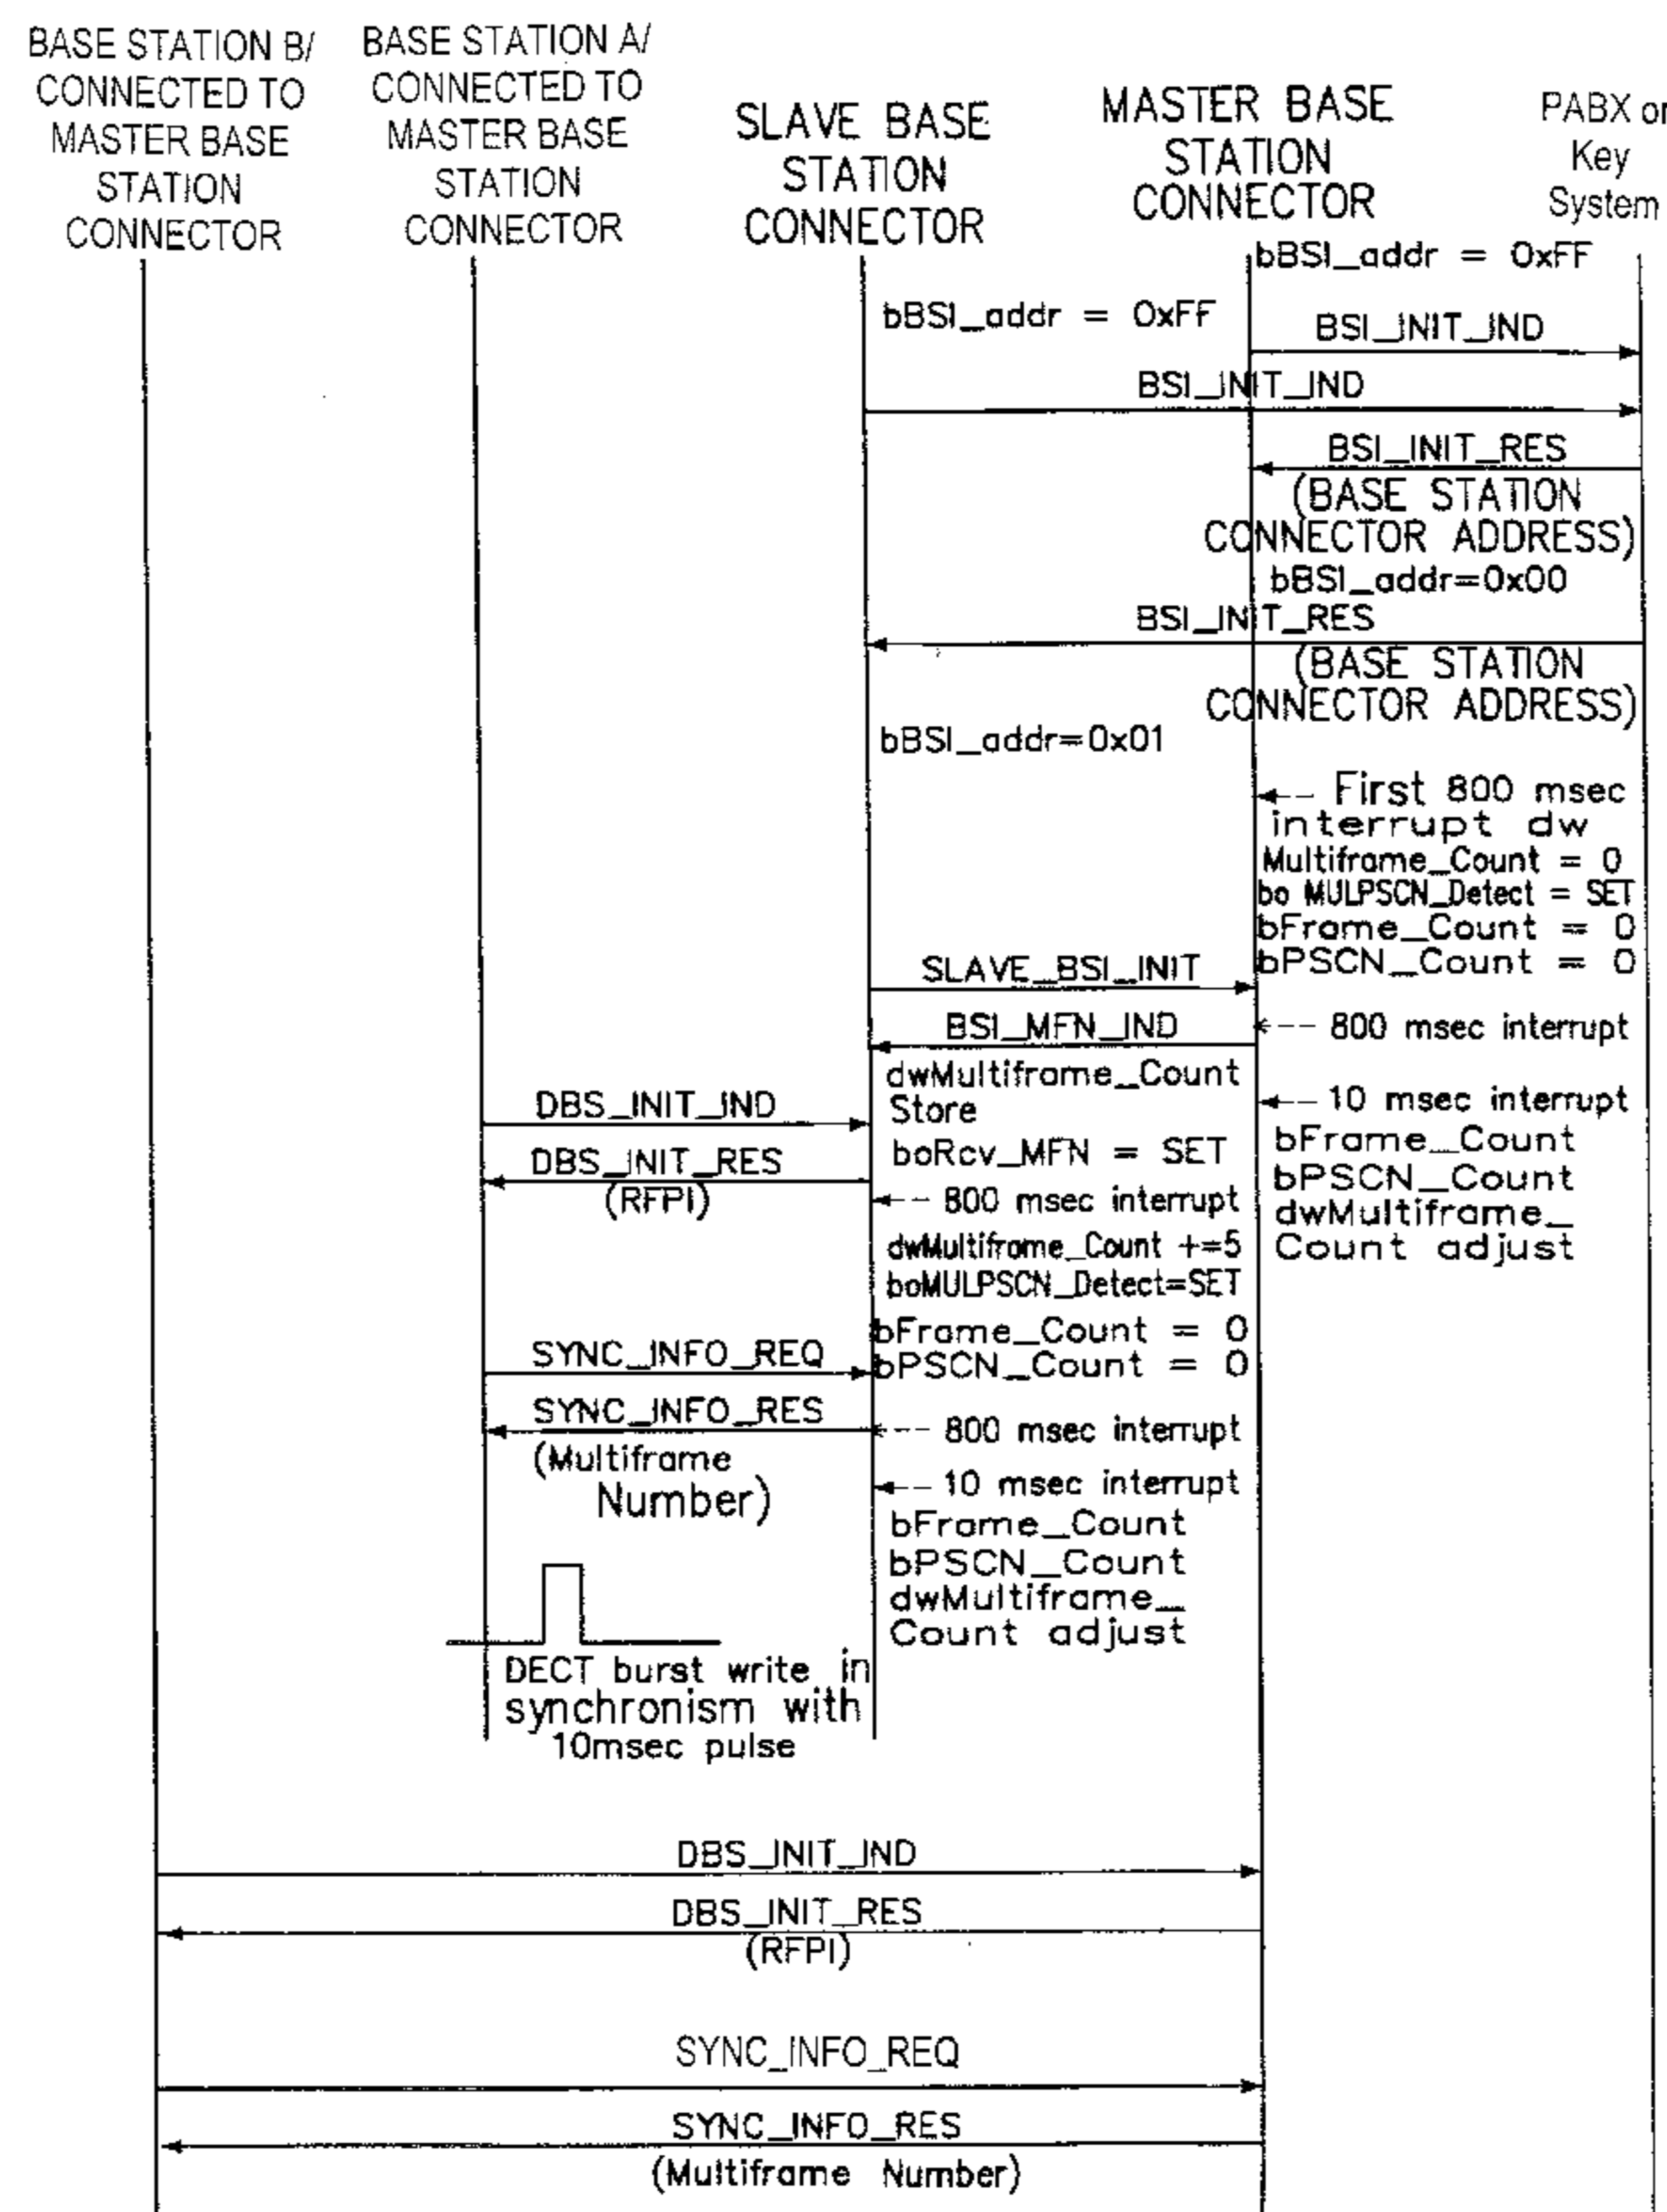 BASE STATION B/
CONNECTED TO
MASTER BASE
STATION
CONNECTOR
BASE STATION A/
CONNECTED TO
MASTER BASE
STATION
CONNECTOR
SLAVE BASE
STATION
CONNECTOR
MASTER BASE
STATION
CONNECTOR
PABX or
Key
System
bBSI_addr = 0xFF
bBSI_addr = 0xFF
BSI_INIT_IND
BSI_INIT_IND
BSI_INIT_RES
(BASE STATION
CONNECTOR ADDRESS)
bBSI_addr=0x00
BSI_INIT_RES
(BASE STATION
CONNECTOR ADDRESS)
bBSI_addr=0x01
First 800 msec
interrupt dw
Multiframe_Count = 0
bo MULPSCN_Detect = SET
bFrame_Count = 0
bPSCN_Count = 0
SLAVE_BSI_INIT
BSI_MFN_IND
800 msec interrupt
dwMultiframe_Count
Store
10 msec interrupt
bFrame_Count
bPSCN_Count
dwMultiframe_
Count adjust
DBS_INIT_IND
boRcv_MFN = SET
DBS_INIT_RES
(RFPI)
800 msec interrupt
dwMultiframe_Count +=5
boMULPSCN_Detect=SET
bFrame_Count = 0
bPSCN_Count = 0
SYNC_INFO_REQ
SYNC_INFO_RES
(Multiframe
Number)
800 msec interrupt
10 msec interrupt
bFrame_Count
bPSCN_Count
dwMultiframe_
Count adjust
DECT burst write in
synchronism with
10msec pulse
DBS_INIT_IND
DBS_INIT_RES
(RFPI)
SYNC_INFO_REQ
SYNC_INFO_RES
(Multiframe Number)